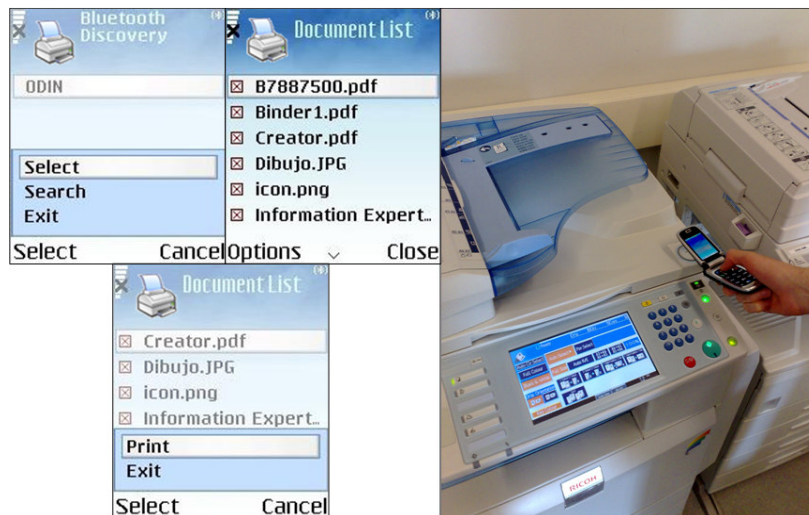 Bluetooth
Discovery
ODIN
Select
Search
Exit
Select Cancel
Document List
B7887500.pdf
Binder1.pdf
Creator.pdf
Dibujo.JPG
icon.png
Information Expert…
Options Close
Document List
Creator.pdf
Dibujo.JPG
icon.png
Information Expert…
Print
Exit
Select Cancel
RICOH